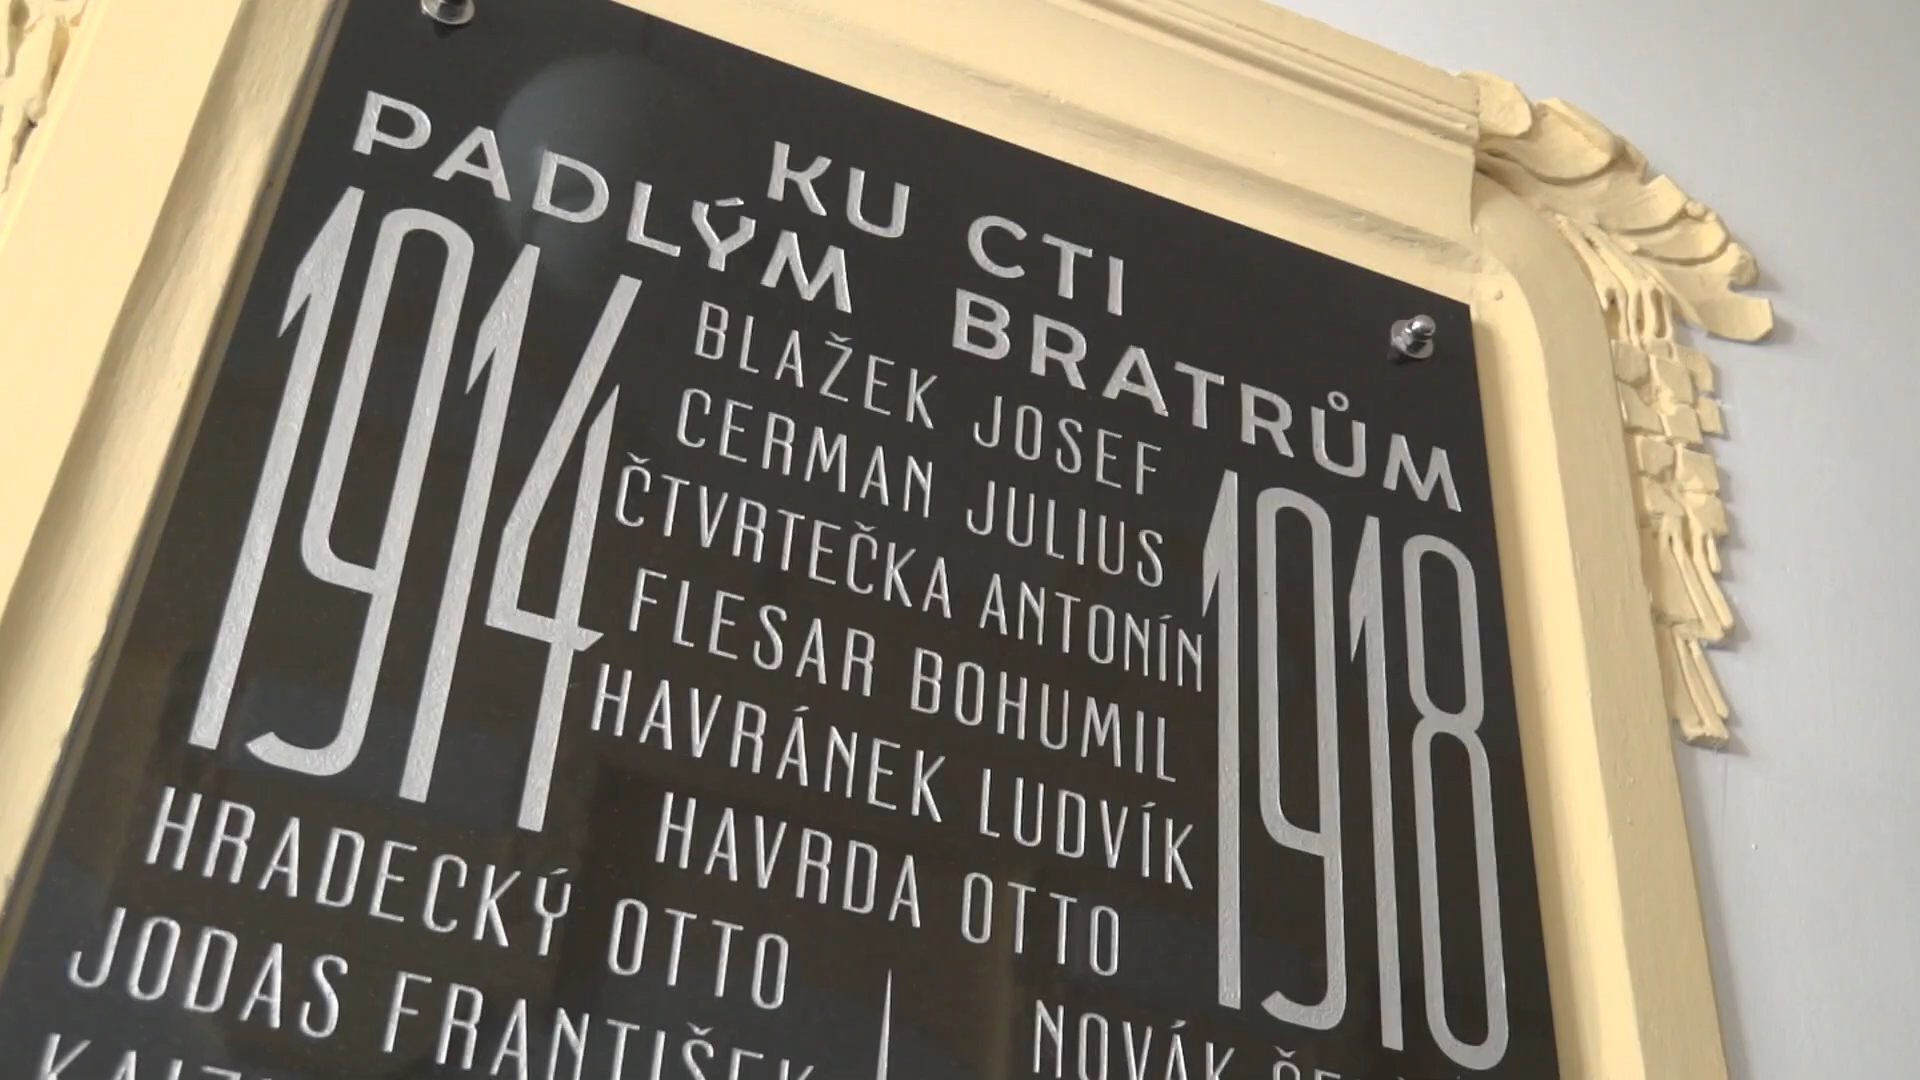 KU CTI
PADLÝM BRATRŮM
1914
1918
BLAŽEK JOSEF
CERMAN JULIUS
ČTVRTEČKA ANTONÍN
FLESAR BOHUMIL
HAVRÁNEK LUDVÍK
HAVRDA OTTO
HRADECKÝ OTTO
JODAS FRANTIŠEK
NOVÁK